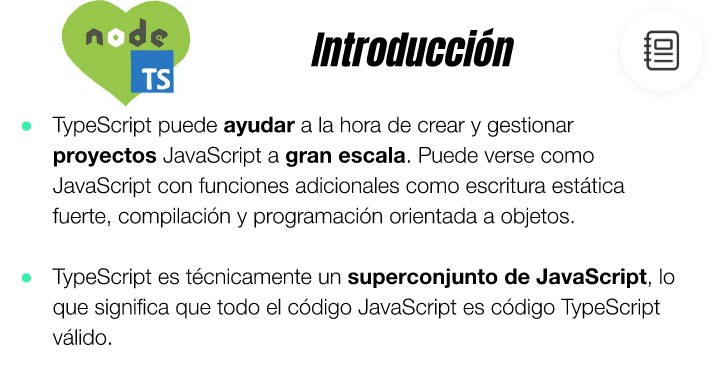 node
TS
Introducción
TypeScript puede ayudar a la hora de crear y gestionar
proyectos JavaScript a gran escala. Puede verse como
JavaScript con funciones adicionales como escritura estática
fuerte, compilación y programación orientada a objetos.
TypeScript es técnicamente un superconjunto de JavaScript, lo
que significa que todo el código JavaScript es código TypeScript
válido.